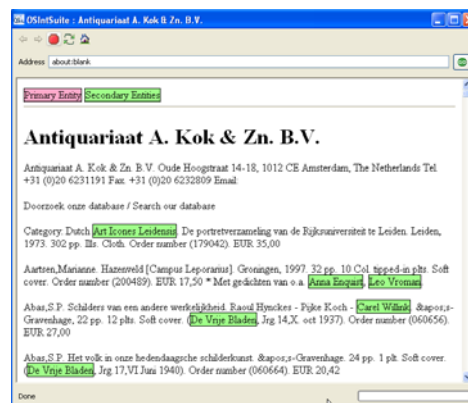 OSIntSuite : Antiquariaat A. Kok & Zn. B.V.
Address about:blank
Primary Entity Secondary Entities
Antiquariaat A. Kok & Zn. B.V.
Antiquariaat A. Kok & Zn. B.V. Oude Hoogstraat 14-18, 1012 CE Amsterdam, The Netherlands Tel.
+31 (0)20 6231191 Fax. +31 (0)20 6232809 Email:
Doorzoek onze database / Search our database
Category: Dutch Art Icones Leidensis. De portretverzameling van de Rijksuniversiteit te Leiden. Leiden,
1973. 302 pp. Ills. Cloth. Order number (179042). EUR 35,00
Aartsen,Marianne. Hazenveld [Campus Leporarius]. Groningen, 1997. 32 pp. 10 Col. tipped-in plts. Soft
cover. Order number (200489). EUR 17,50 * Met gedichten van o.a. Anna Enquist, Leo Vroman.
Abas,S.P. Schilders van een andere werkelijkheid. Raoul Hynckes - Pijke Koch - Carel Willink. &apos;s-
Gravenhage, 22 pp. 12 plts. Soft cover. (De Vrije Bladen, Jrg.14,X. oct 1937). Order number (060656).
EUR 27,00
Abas,S.P. Het volk in onze hedendaagsche schilderkunst. &apos;s-Gravenhage. 24 pp. 1 plt. Soft cover.
(De Vrije Bladen, Jrg.17,VI Juni 1940). Order number (060664). EUR 20,42
Done